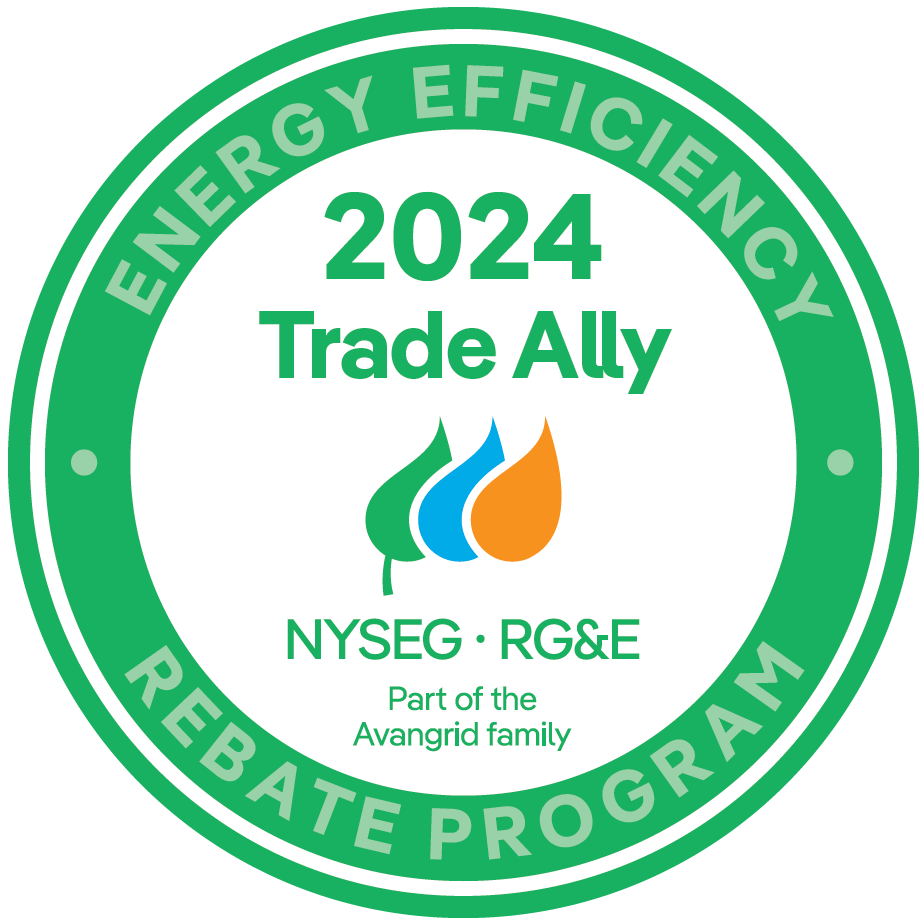 ENERGY EFFICIENCY
2024
Trade Ally
NYSEG · RG&E
Part of the
Avangrid family
REBATE PROGRAM